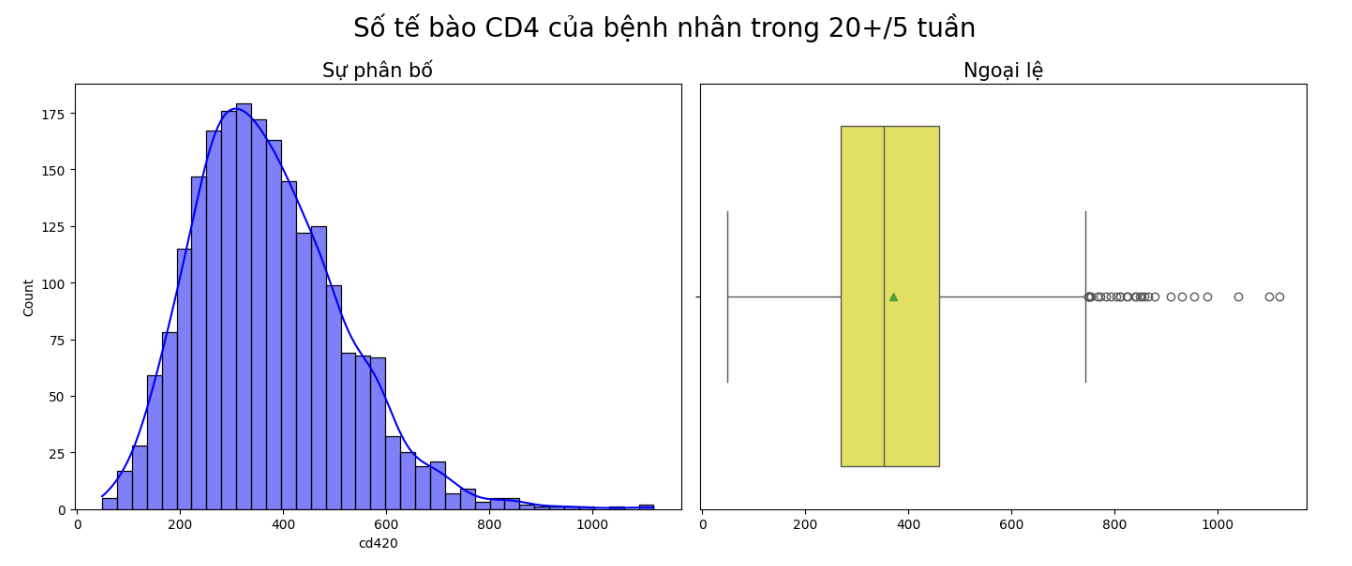 Số tế bào CD4 của bệnh nhân trong 20+/5 tuần
Sự phân bố
Ngoại lệ
175
150
125
100
75
50
25
0
Count
0 200 400 600 800 1000
cd420
0 200 400 600 800 1000